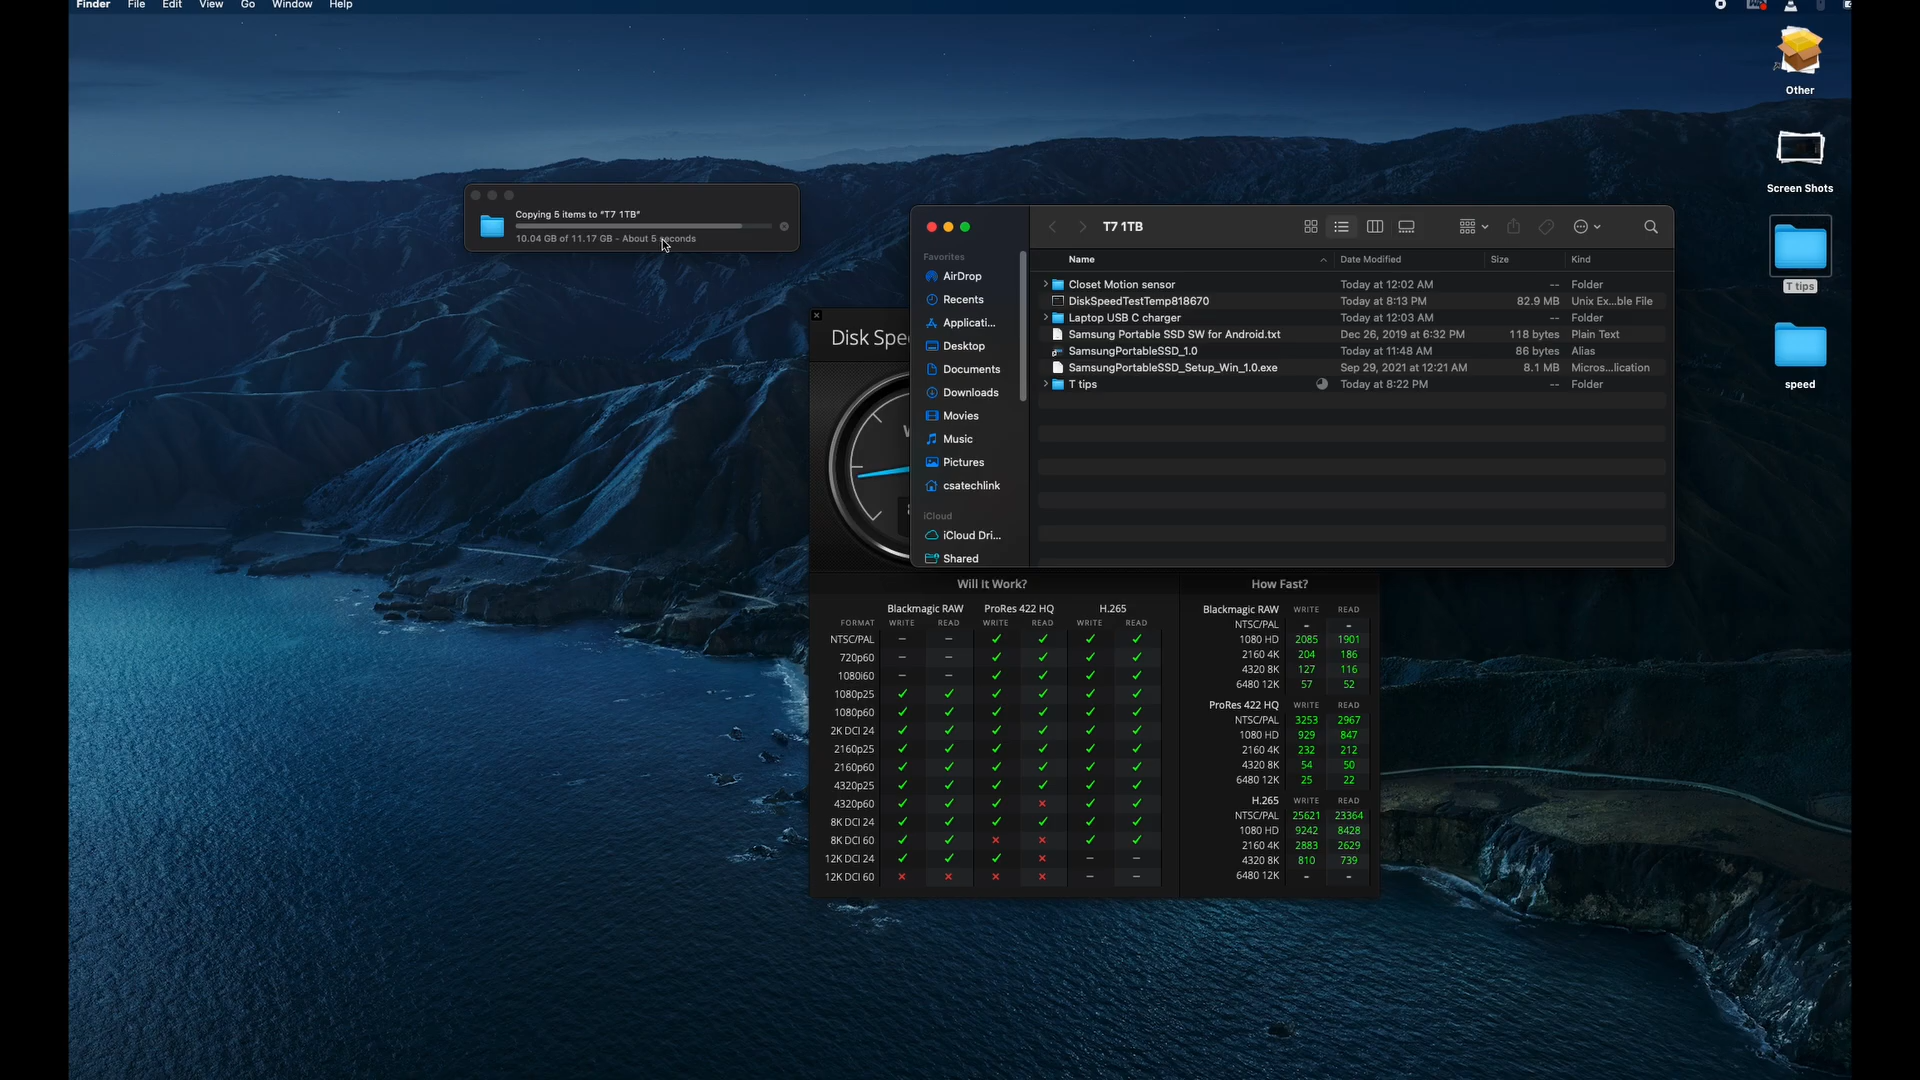 Finder File Edit View Go Window Help
Other
Screen Shots
T tips
speed
Copying 5 items to "T7 1TB"
10.04 GB of 11.17 GB - About 5 seconds
T7 1TB
Favorites
AirDrop
Recents
Applicati...
Desktop
Documents
Downloads
Movies
Music
Pictures
csatechlink
iCloud
iCloud Dri...
Shared
Name Date Modified Size Kind
Closet Motion sensor Today at 12:02 AM -- Folder
DiskSpeedTestTemp818670 Today at 8:13 PM 82.9 MB Unix Ex...ble File
Laptop USB C charger Today at 12:03 AM -- Folder
Samsung Portable SSD SW for Android.txt Dec 26, 2019 at 6:32 PM 118 bytes Plain Text
SamsungPortableSSD_1.0 Today at 11:48 AM 86 bytes Alias
SamsungPortableSSD_Setup_Win_1.0.exe Sep 29, 2021 at 12:21 AM 8.1 MB Micros...lication
T tips Today at 8:22 PM -- Folder
Disk Spe
Will It Work?
Blackmagic RAW ProRes 422 HQ H.265
FORMAT WRITE READ WRITE READ WRITE READ
NTSC/PAL – – ✓ ✓ ✓ ✓
720p60 – – ✓ ✓ ✓ ✓
1080i60 – – ✓ ✓ ✓ ✓
1080p25 ✓ ✓ ✓ ✓ ✓ ✓
1080p60 ✓ ✓ ✓ ✓ ✓ ✓
2K DCI 24 ✓ ✓ ✓ ✓ ✓ ✓
2160p25 ✓ ✓ ✓ ✓ ✓ ✓
2160p60 ✓ ✓ ✓ ✓ ✓ ✓
4320p25 ✓ ✓ ✓ ✓ ✓ ✓
4320p60 ✓ ✓ ✓ × ✓ ✓
8K DCI 24 ✓ ✓ ✓ ✓ ✓ ✓
8K DCI 60 ✓ ✓ × × ✓ ✓
12K DCI 24 ✓ ✓ ✓ × – –
12K DCI 60 × × × × – –
How Fast?
Blackmagic RAW WRITE READ
NTSC/PAL - -
1080 HD 2085 1901
2160 4K 204 186
4320 8K 127 116
6480 12K 57 52
ProRes 422 HQ WRITE READ
NTSC/PAL 3253 2967
1080 HD 929 847
2160 4K 232 212
4320 8K 54 50
6480 12K 25 22
H.265 WRITE READ
NTSC/PAL 25621 23364
1080 HD 9242 8428
2160 4K 2883 2629
4320 8K 810 739
6480 12K - -